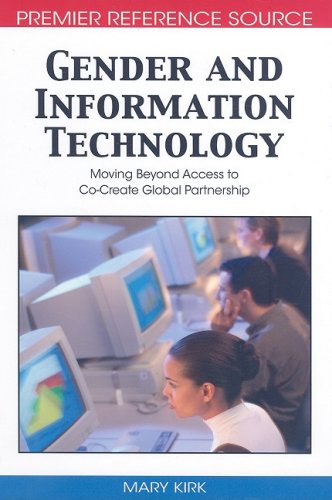 PREMIER REFERENCE SOURCE
GENDER AND
INFORMATION
TECHNOLOGY
Moving Beyond Access to
Co-Create Global Partnership
MARY KIRK